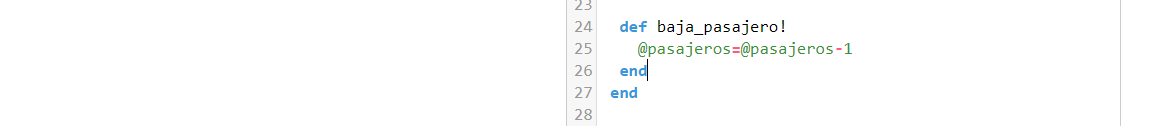 23
24 def baja_pasajero!
25 @pasajeros=@pasajeros-1
26 end
27 end
28